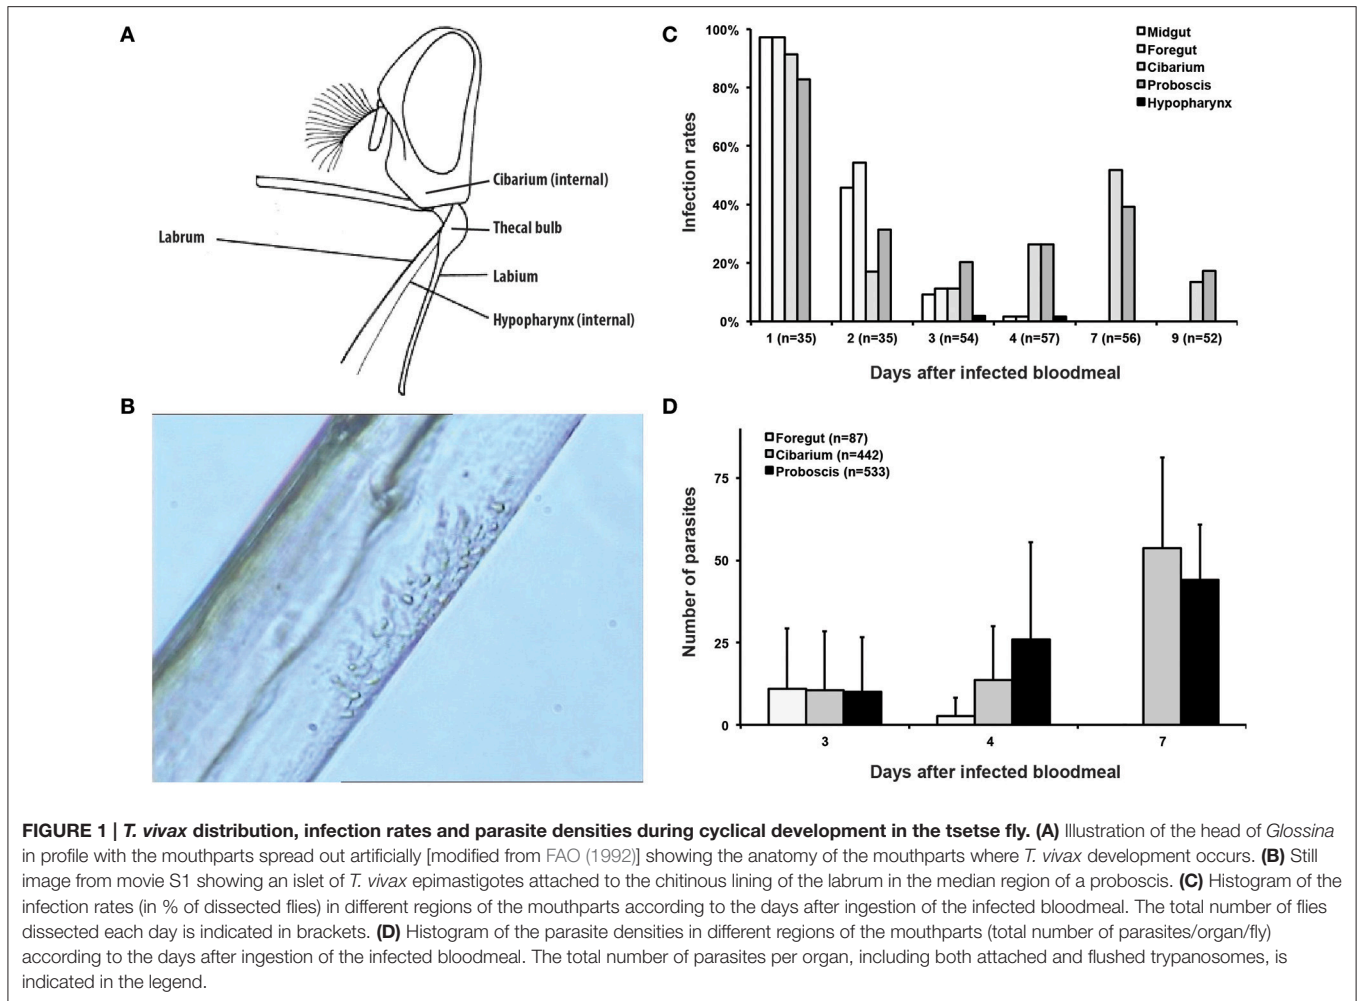 A
Cibarium (internal)
Thecal bulb
Labrum
Labium
Hypopharynx (internal)
B
C
100%
80%
60%
40%
20%
0%
Infection rates
Midgut
Foregut
Cibarium
Proboscis
Hypopharynx
1 (n=35) 2 (n=35) 3 (n=54) 4 (n=57) 7 (n=56) 9 (n=52)
Days after infected bloodmeal
D
Foregut (n=87)
Cibarium (n=442)
Proboscis (n=533)
75
50
25
0
Number of parasites
3 4 7
Days after infected bloodmeal
FIGURE 1 | T. vivax distribution, infection rates and parasite densities during cyclical development in the tsetse fly. (A) Illustration of the head of Glossina
in profile with the mouthparts spread out artificially [modified from FAO (1992)] showing the anatomy of the mouthparts where T. vivax development occurs. (B) Still
image from movie S1 showing an islet of T. vivax epimastigotes attached to the chitinous lining of the labrum in the median region of a proboscis. (C) Histogram of the
infection rates (in % of dissected flies) in different regions of the mouthparts according to the days after ingestion of the infected bloodmeal. The total number of flies
dissected each day is indicated in brackets. (D) Histogram of the parasite densities in different regions of the mouthparts (total number of parasites/organ/fly)
according to the days after ingestion of the infected bloodmeal. The total number of parasites per organ, including both attached and flushed trypanosomes, is
indicated in the legend.